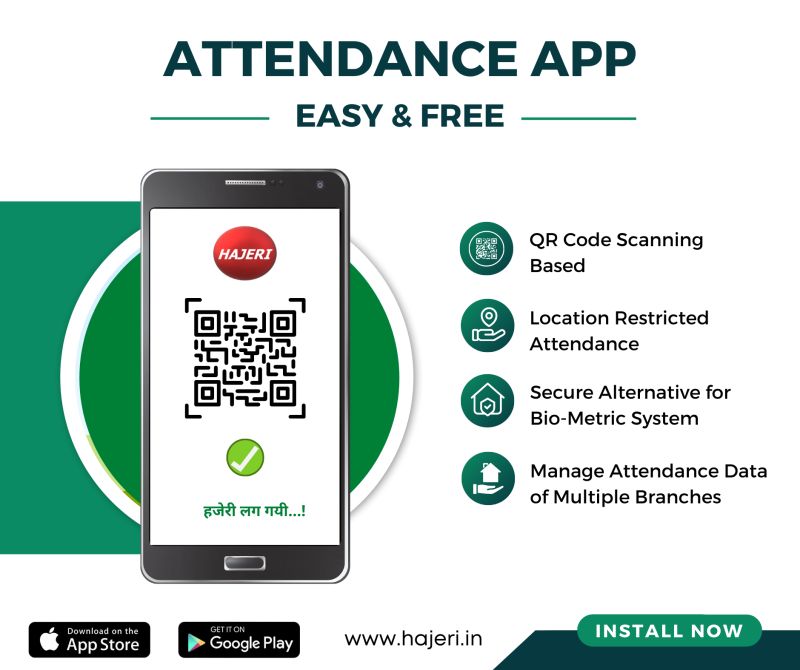 ATTENDANCE APP
EASY & FREE
HAJERI
हजेरी लग गयी...!
QR Code Scanning
Based
Location Restricted
Attendance
Secure Alternative for
Bio-Metric System
Manage Attendance Data
of Multiple Branches
Download on the
App Store
GET IT ON
Google Play
www.hajeri.in
INSTALL NOW